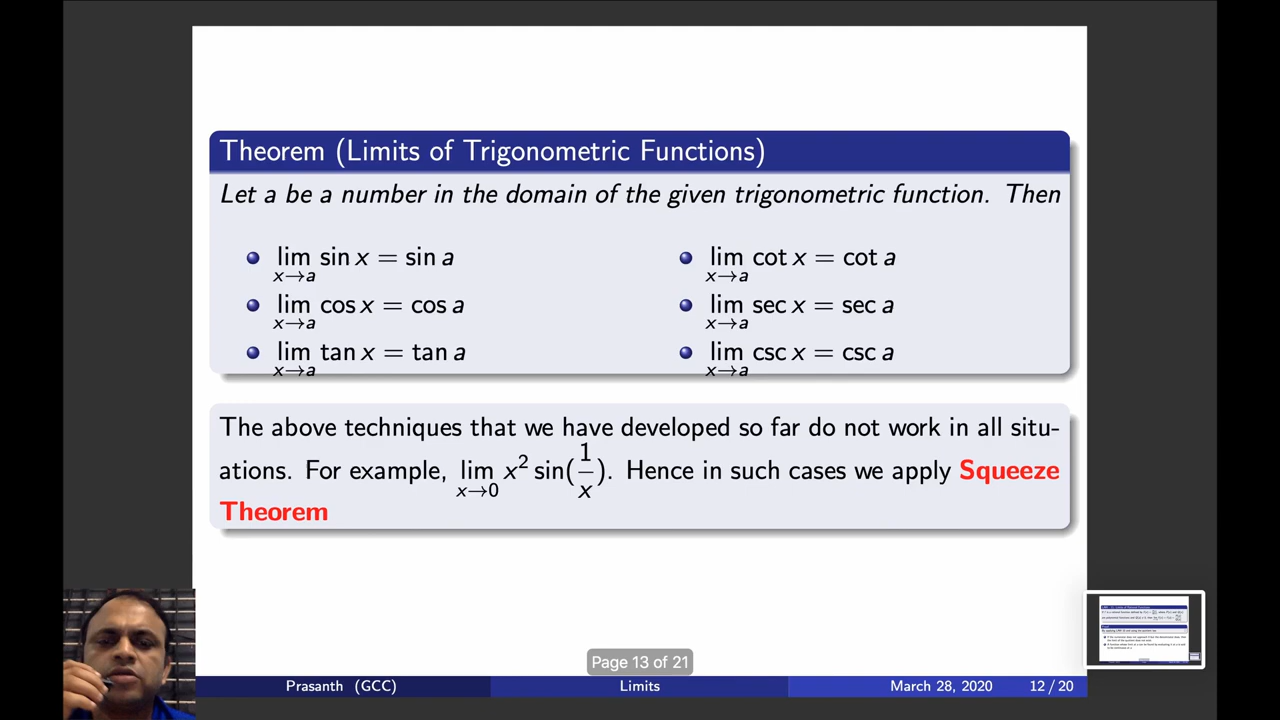 Theorem (Limits of Trigonometric Functions)
Let a be a number in the domain of the given trigonometric function. Then
lim x→a sin x = sin a
lim x→a cos x = cos a
lim x→a tan x = tan a
lim x→a cot x = cot a
lim x→a sec x = sec a
lim x→a csc x = csc a
The above techniques that we have developed so far do not work in all situ-
ations. For example, lim x→0 x² sin(1/x). Hence in such cases we apply Squeeze
Theorem
Page 13 of 21
Prasanth (GCC) Limits March 28, 2020 12 / 20